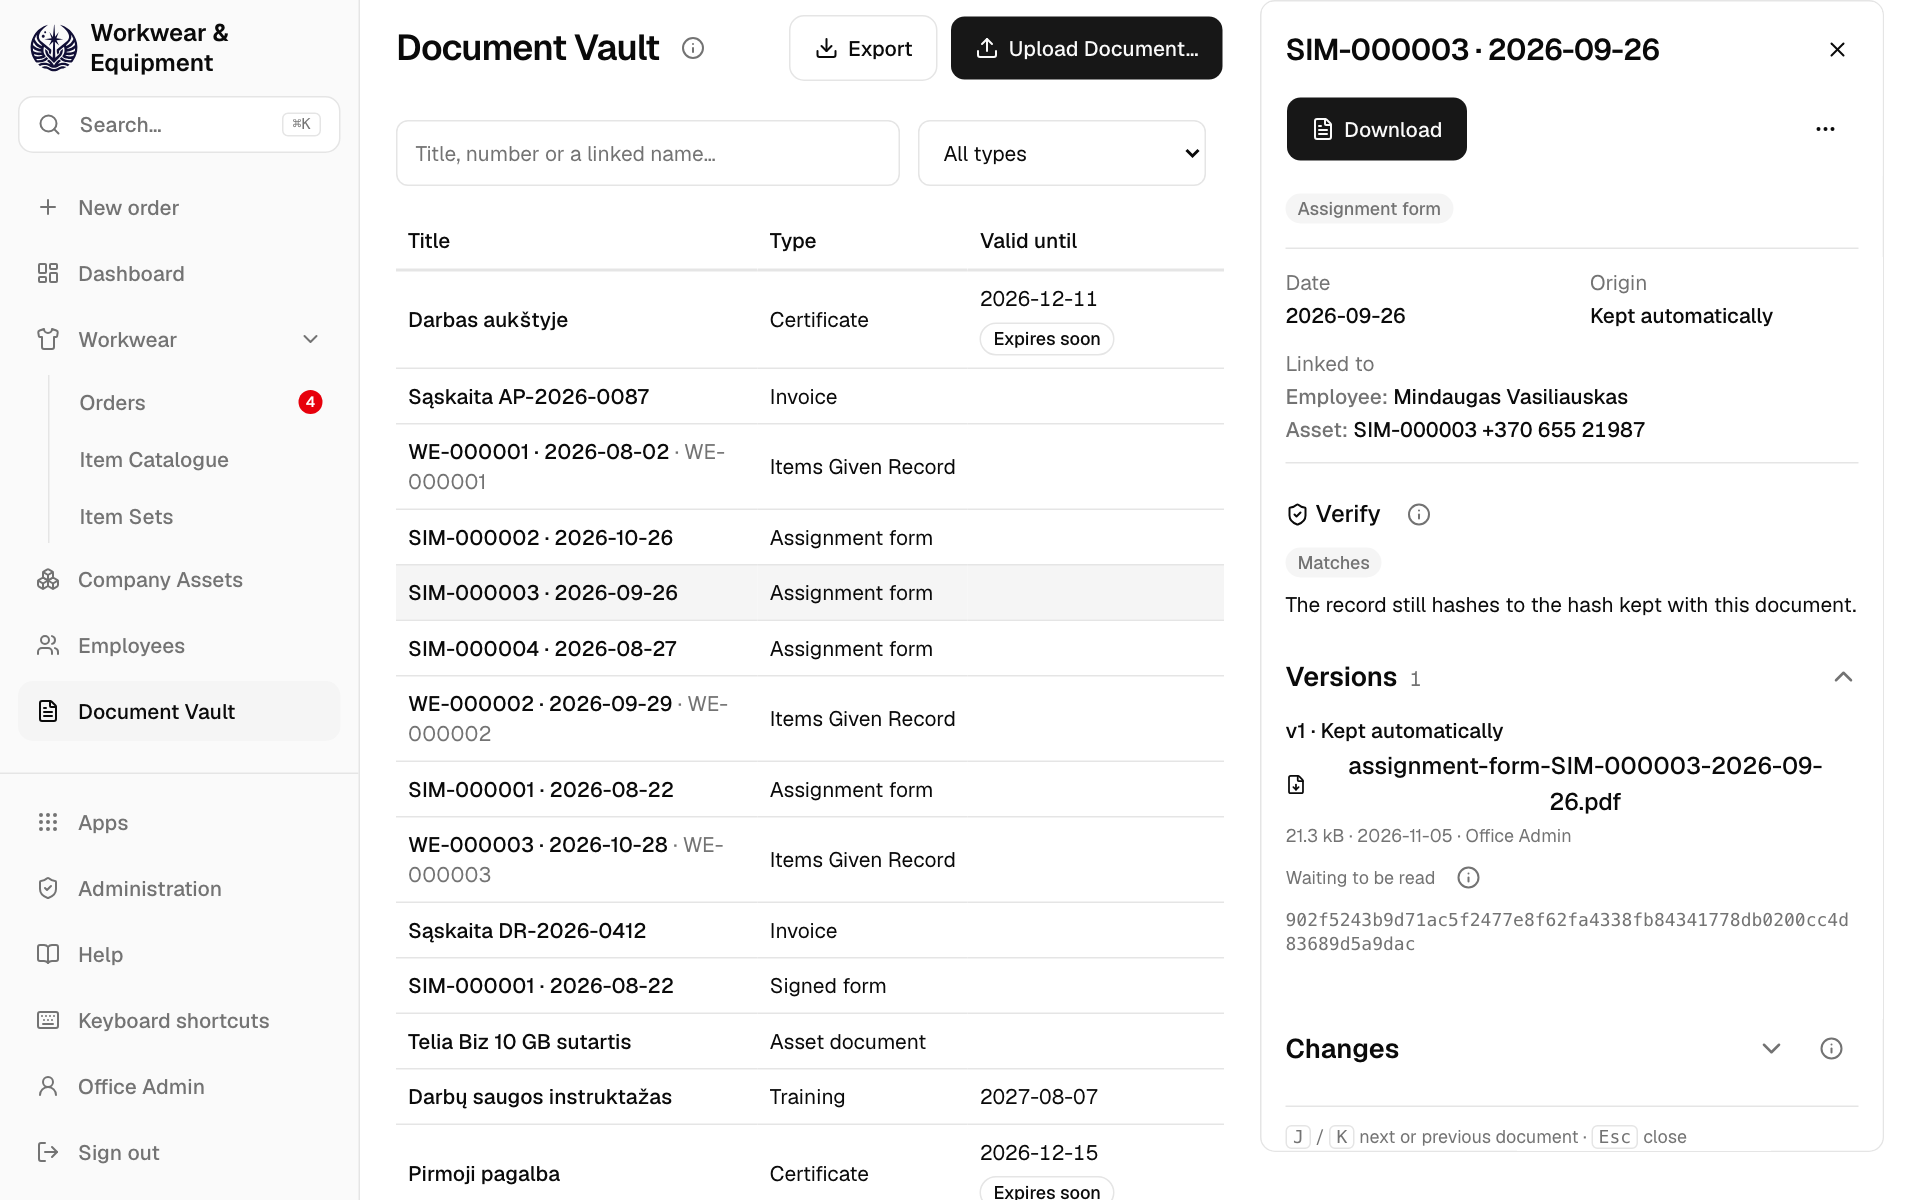 Workwear &
Equipment
Search...
⌘K
New order
Dashboard
Workwear
Orders
4
Item Catalogue
Item Sets
Company Assets
Employees
Document Vault
Apps
Administration
Help
Keyboard shortcuts
Office Admin
Sign out
Document Vault
Export
Upload Document...
Title, number or a linked name...
All types
Title Type Valid until
Darbas aukštyje Certificate 2026-12-11
Expires soon
Sąskaita AP-2026-0087 Invoice
WE-000001 · 2026-08-02 · WE-
000001
Items Given Record
SIM-000002 · 2026-10-26 Assignment form
SIM-000003 · 2026-09-26 Assignment form
SIM-000004 · 2026-08-27 Assignment form
WE-000002 · 2026-09-29 · WE-
000002
Items Given Record
SIM-000001 · 2026-08-22 Assignment form
WE-000003 · 2026-10-28 · WE-
000003
Items Given Record
Sąskaita DR-2026-0412 Invoice
SIM-000001 · 2026-08-22 Signed form
Telia Biz 10 GB sutartis Asset document
Darbų saugos instruktažas Training 2027-08-07
Pirmoji pagalba Certificate 2026-12-15
Expires soon
SIM-000003 · 2026-09-26
Download
Assignment form
Date Origin
2026-09-26 Kept automatically
Linked to
Employee: Mindaugas Vasiliauskas
Asset: SIM-000003 +370 655 21987
Verify
Matches
The record still hashes to the hash kept with this document.
Versions 1
v1 · Kept automatically
assignment-form-SIM-000003-2026-09-
26.pdf
21.3 kB · 2026-11-05 · Office Admin
Waiting to be read
902f5243b9d71ac5f2477e8f62fa4338fb84341778db0200cc4d
83689d5a9dac
Changes
J / K next or previous document · Esc close